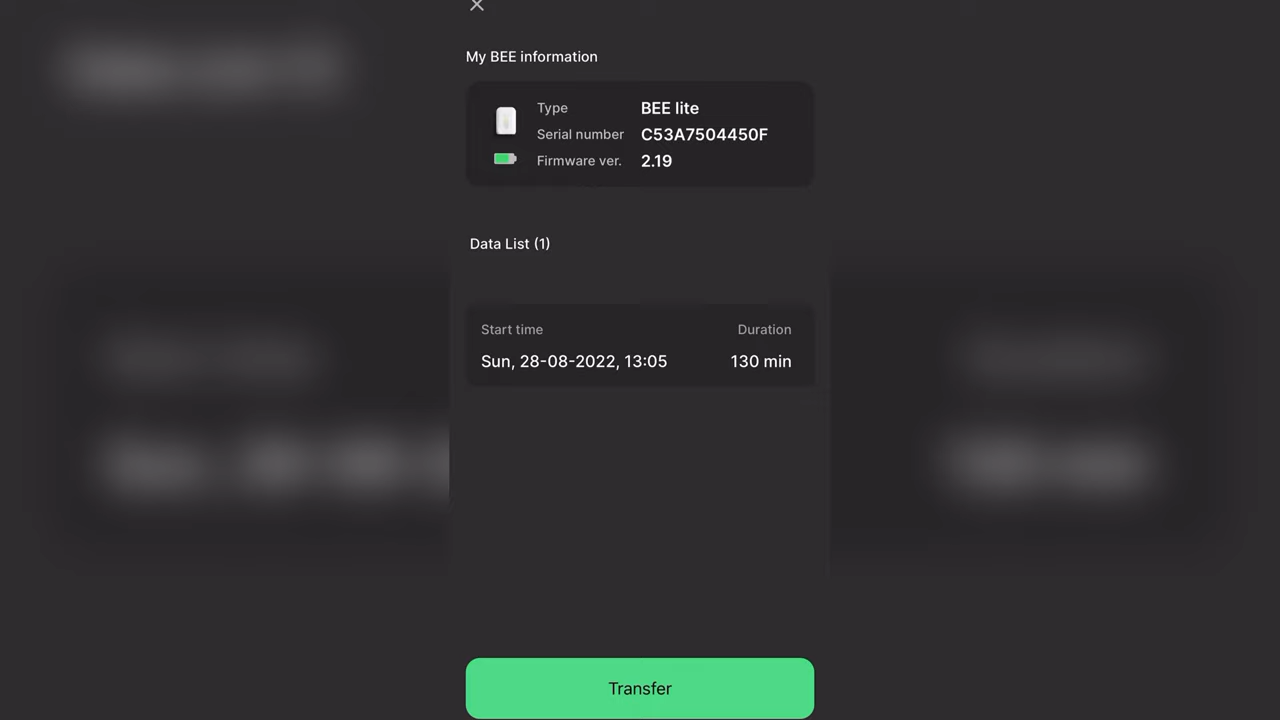 My BEE information
Type BEE lite
Serial number C53A7504450F
Firmware ver. 2.19
Data List (1)
Start time Duration
Sun, 28-08-2022, 13:05 130 min
Transfer